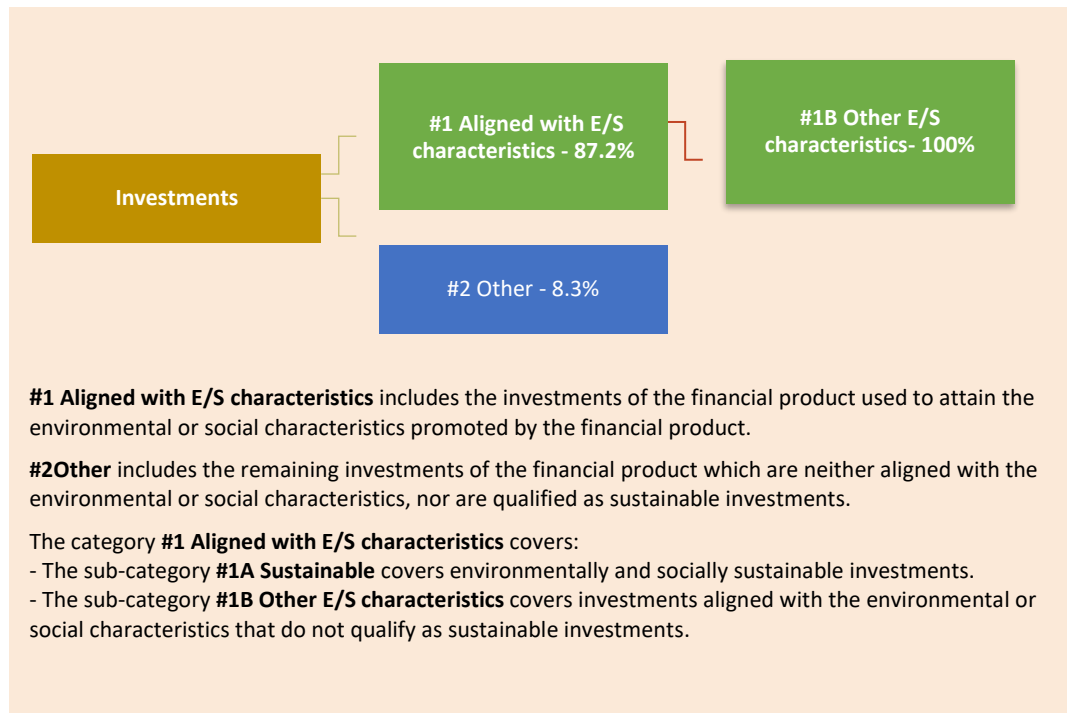 #1 Aligned with E/S
characteristics - 87.2%
#1B Other E/S
characteristics- 100%
Investments
#2 Other - 8.3%
#1 Aligned with E/S characteristics includes the investments of the financial product used to attain the
environmental or social characteristics promoted by the financial product.
#2Other includes the remaining investments of the financial product which are neither aligned with the
environmental or social characteristics, nor are qualified as sustainable investments.
The category #1 Aligned with E/S characteristics covers:
- The sub-category #1A Sustainable covers environmentally and socially sustainable investments.
- The sub-category #1B Other E/S characteristics covers investments aligned with the environmental or
social characteristics that do not qualify as sustainable investments.